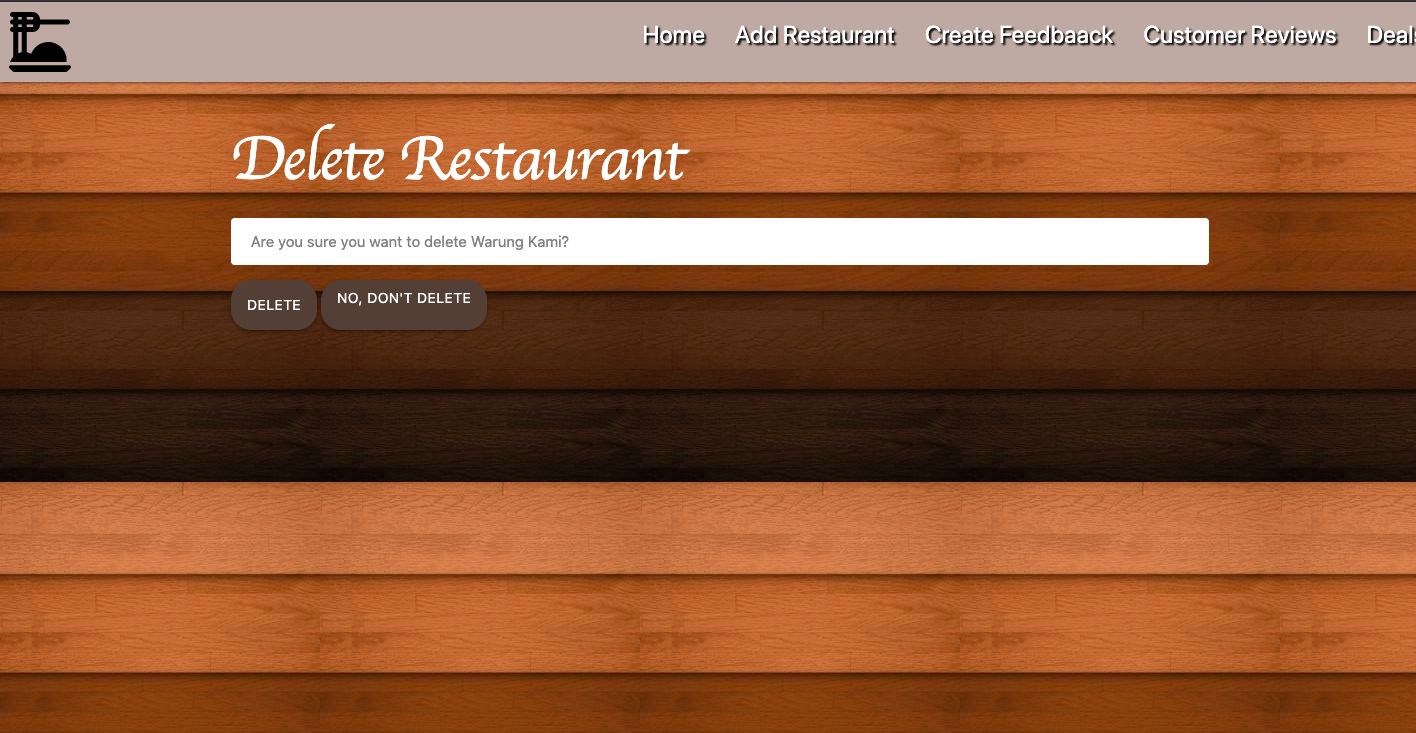 Home Add Restaurant Create Feedbaack Customer Reviews Deals
Delete Restaurant
Are you sure you want to delete Warung Kami?
DELETE NO, DON'T DELETE